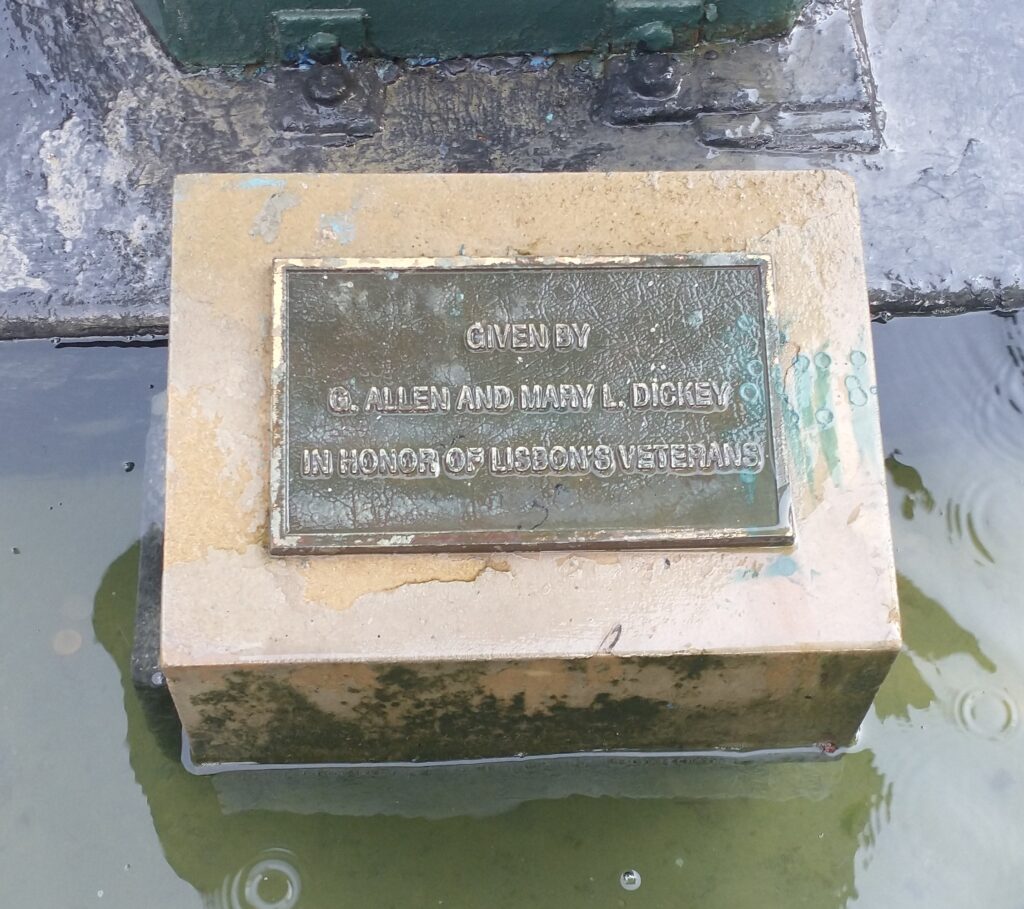 GIVEN BY
G. ALLEN AND MARY L. DICKEY
IN HONOR OF LISBON'S VETERANS